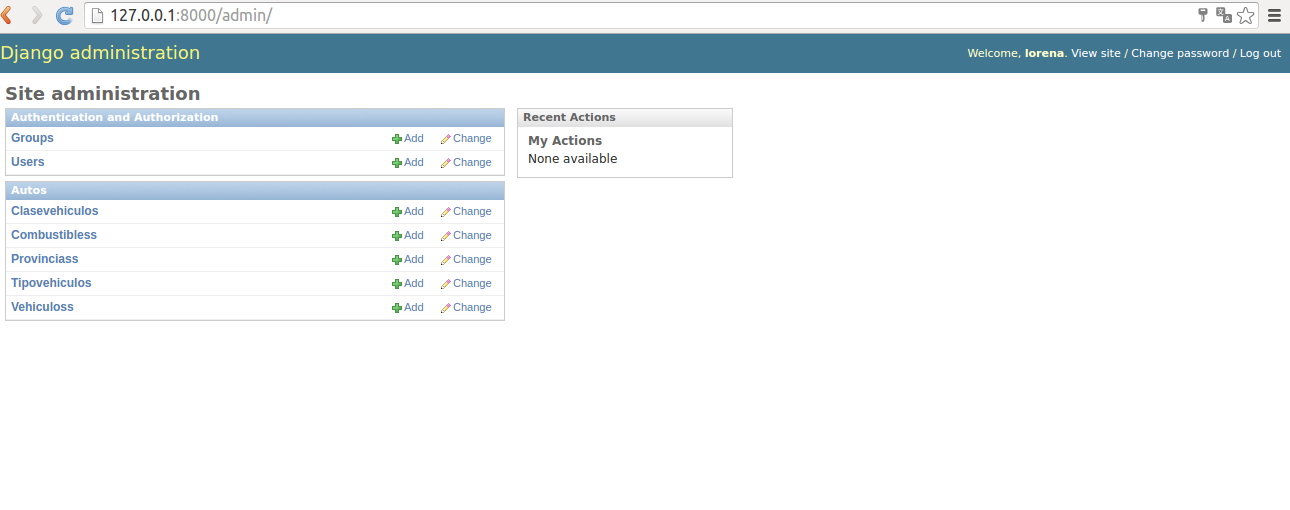 127.0.0.1:8000/admin/
Django administration
Welcome, lorena. View site / Change password / Log out
Site administration
Authentication and Authorization
Groups Add Change
Users Add Change
Autos
Clasevehiculos Add Change
Combustibless Add Change
Provinciass Add Change
Tipovehiculos Add Change
Vehiculoss Add Change
Recent Actions
My Actions
None available